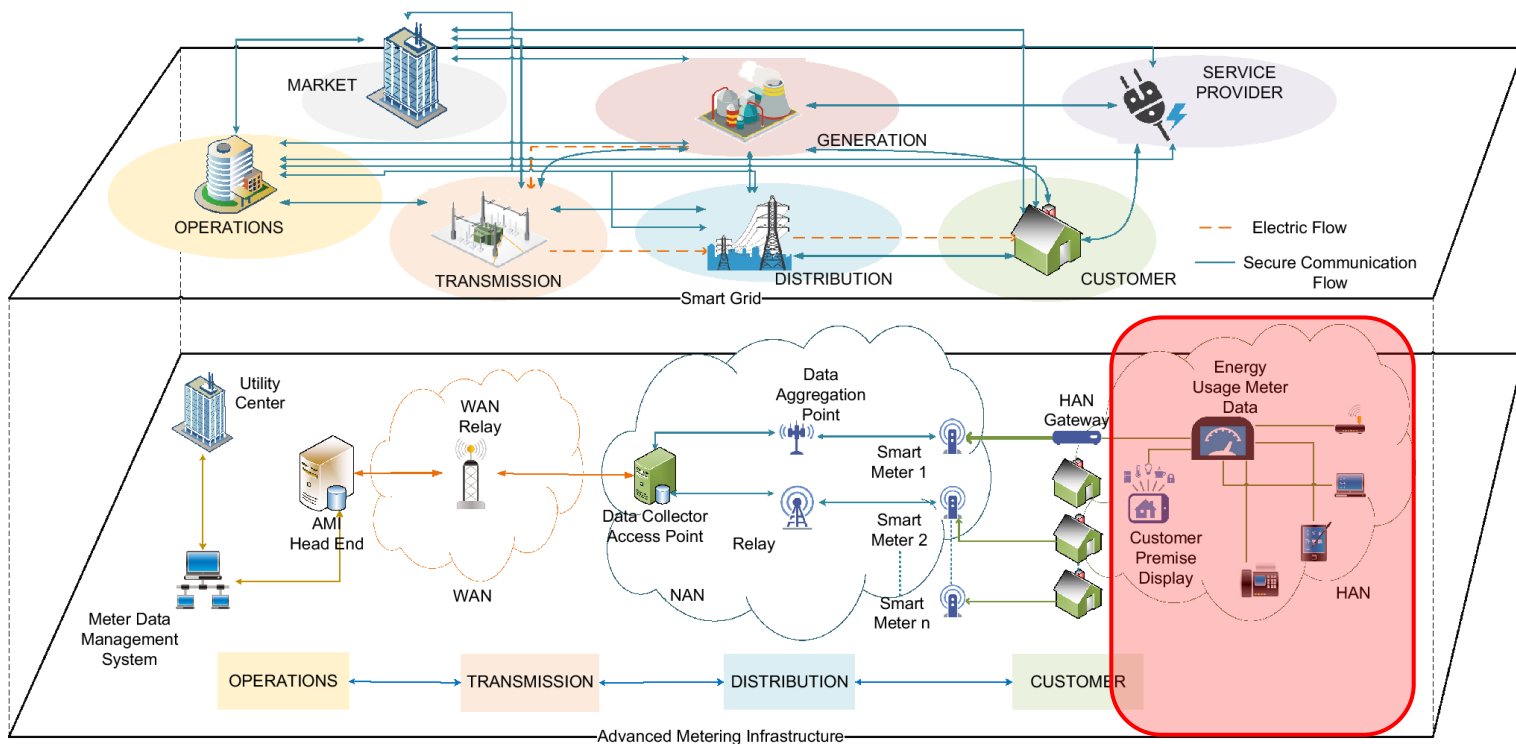 MARKET
SERVICE
PROVIDER
GENERATION
OPERATIONS
TRANSMISSION
DISTRIBUTION
CUSTOMER
Electric Flow
Secure Communication
Flow
Smart Grid
Utility
Center
WAN
Relay
Data
Aggregation
Point
HAN
Gateway
Energy
Usage Meter
Data
Smart
Meter 1
AMI
Head End
Data Collector
Access Point
Relay
Smart
Meter 2
Customer
Premise
Display
WAN
NAN
Smart
Meter n
HAN
Meter Data
Management
System
OPERATIONS
TRANSMISSION
DISTRIBUTION
CUSTOMER
Advanced Metering Infrastructure